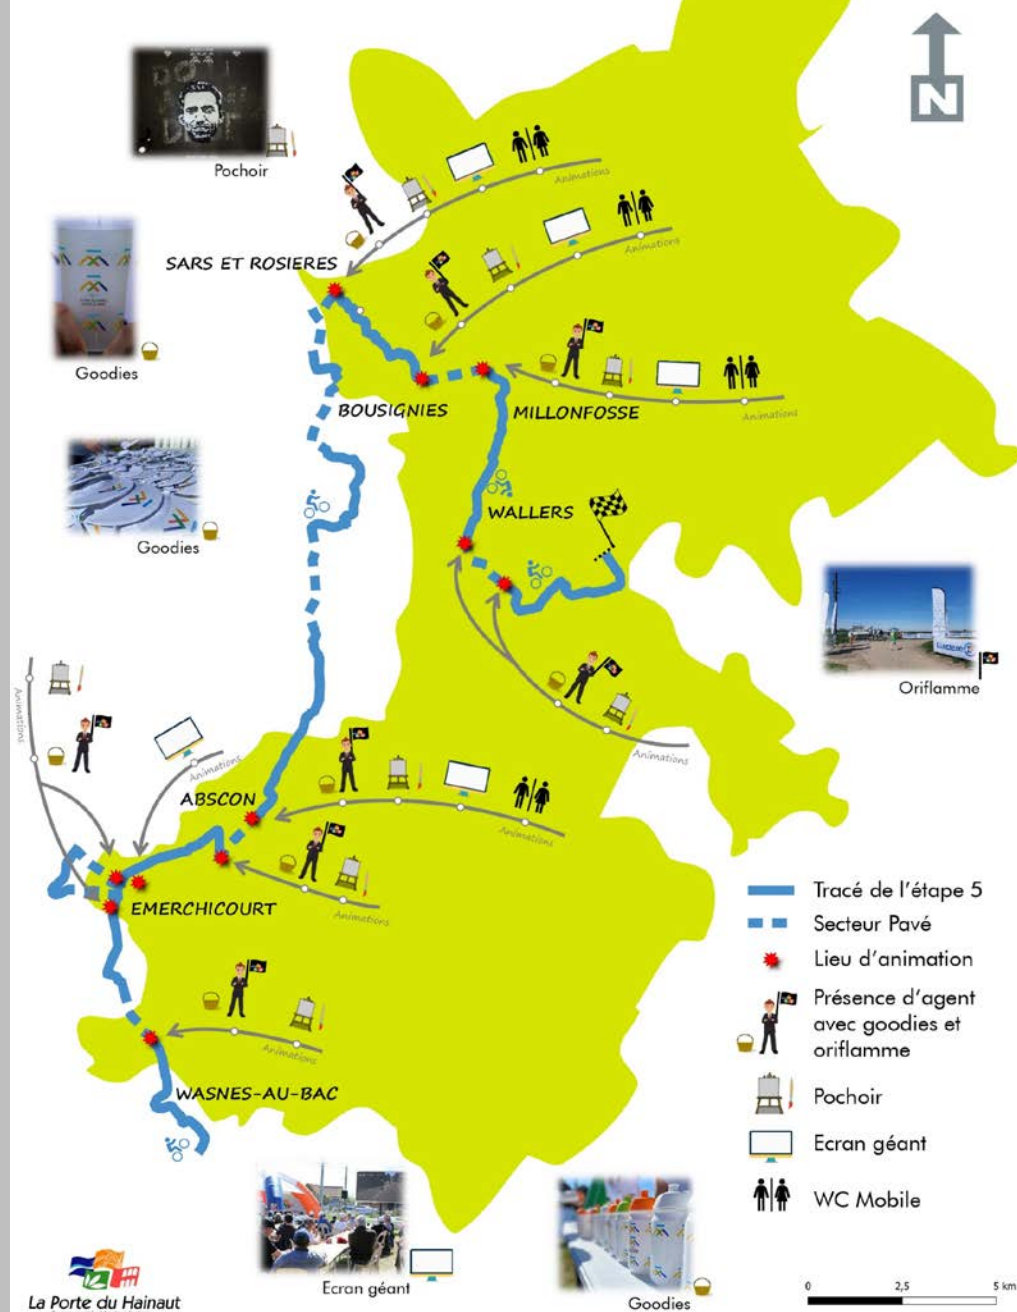 N
Pochoir
Animations
Animations
SARS ET ROSIERES
Goodies
BOUSIGNIES
MILLONFOSSE
Animations
Goodies
WALLERS
Oriflamme
Animations
Animations
Animations
ABSCON
Animations
EMERCHICOURT
Animations
Animations
WASNES-AU-BAC
Tracé de l'étape 5
Secteur Pavé
Lieu d'animation
Présence d'agent
avec goodies et
oriflamme
Pochoir
Ecran géant
WC Mobile
Ecran géant
Goodies
La Porte du Hainaut
0 2,5 5 km